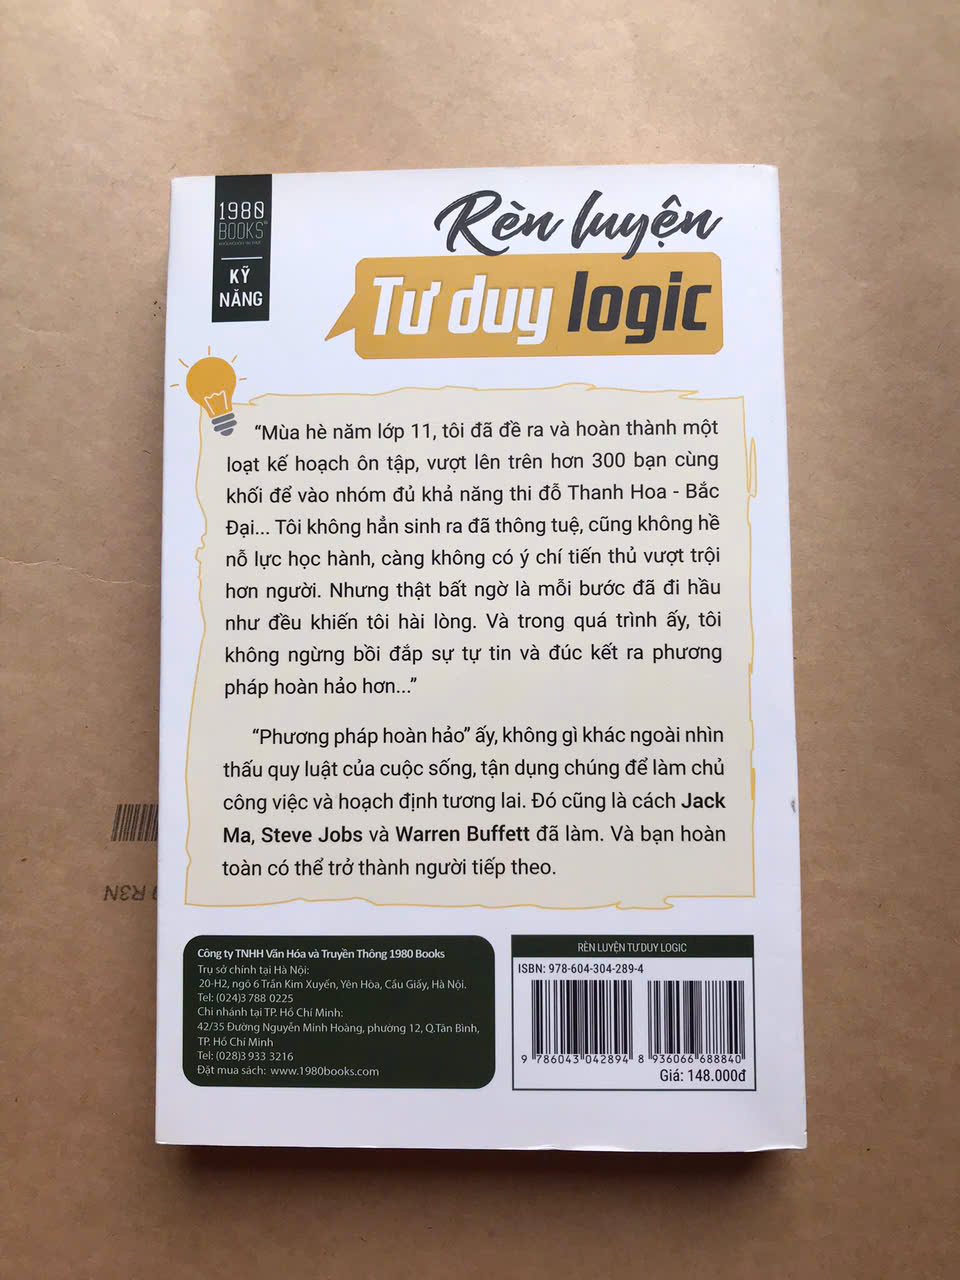 1980
BOOKS
KỸ
NĂNG
Rèn luyện
Tư duy logic
“Mùa hè năm lớp 11, tôi đã đề ra và hoàn thành một
loạt kế hoạch ôn tập, vượt lên trên hơn 300 bạn cùng
khối để vào nhóm đủ khả năng thi đỗ Thanh Hoa - Bắc
Đại... Tôi không hẳn sinh ra đã thông tuệ, cũng không hề
nỗ lực học hành, càng không có ý chí tiến thủ vượt trội
hơn người. Nhưng thật bất ngờ là mỗi bước đã đi hầu
như đều khiến tôi hài lòng. Và trong quá trình ấy, tôi
không ngừng bồi đắp sự tự tin và đúc kết ra phương
pháp hoàn hảo hơn...”
“Phương pháp hoàn hảo” ấy, không gì khác ngoài nhìn
thấu quy luật của cuộc sống, tận dụng chúng để làm chủ
công việc và hoạch định tương lai. Đó cũng là cách Jack
Ma, Steve Jobs và Warren Buffett đã làm. Và bạn hoàn
toàn có thể trở thành người tiếp theo.
Công ty TNHH Văn Hóa và Truyền Thông 1980 Books
Trụ sở chính tại Hà Nội:
20-H2, ngõ 6 Trần Kim Xuyến, Yên Hòa, Cầu Giấy, Hà Nội.
Tel: (024)3 788 0225
Chi nhánh tại TP. Hồ Chí Minh:
42/35 Đường Nguyễn Minh Hoàng, phường 12, Q.Tân Bình,
TP. Hồ Chí Minh
Tel: (028)3 933 3216
Đặt mua sách: www.1980books.com
RÈN LUYỆN TƯ DUY LOGIC
ISBN: 978-604-304-289-4
9 786043 042894 8 936066 688840
Giá: 148.000đ